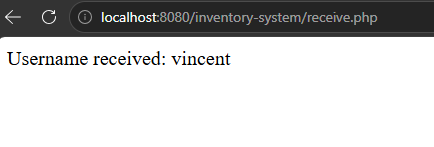 localhost:8080/inventory-system/receive.php
Username received: vincent